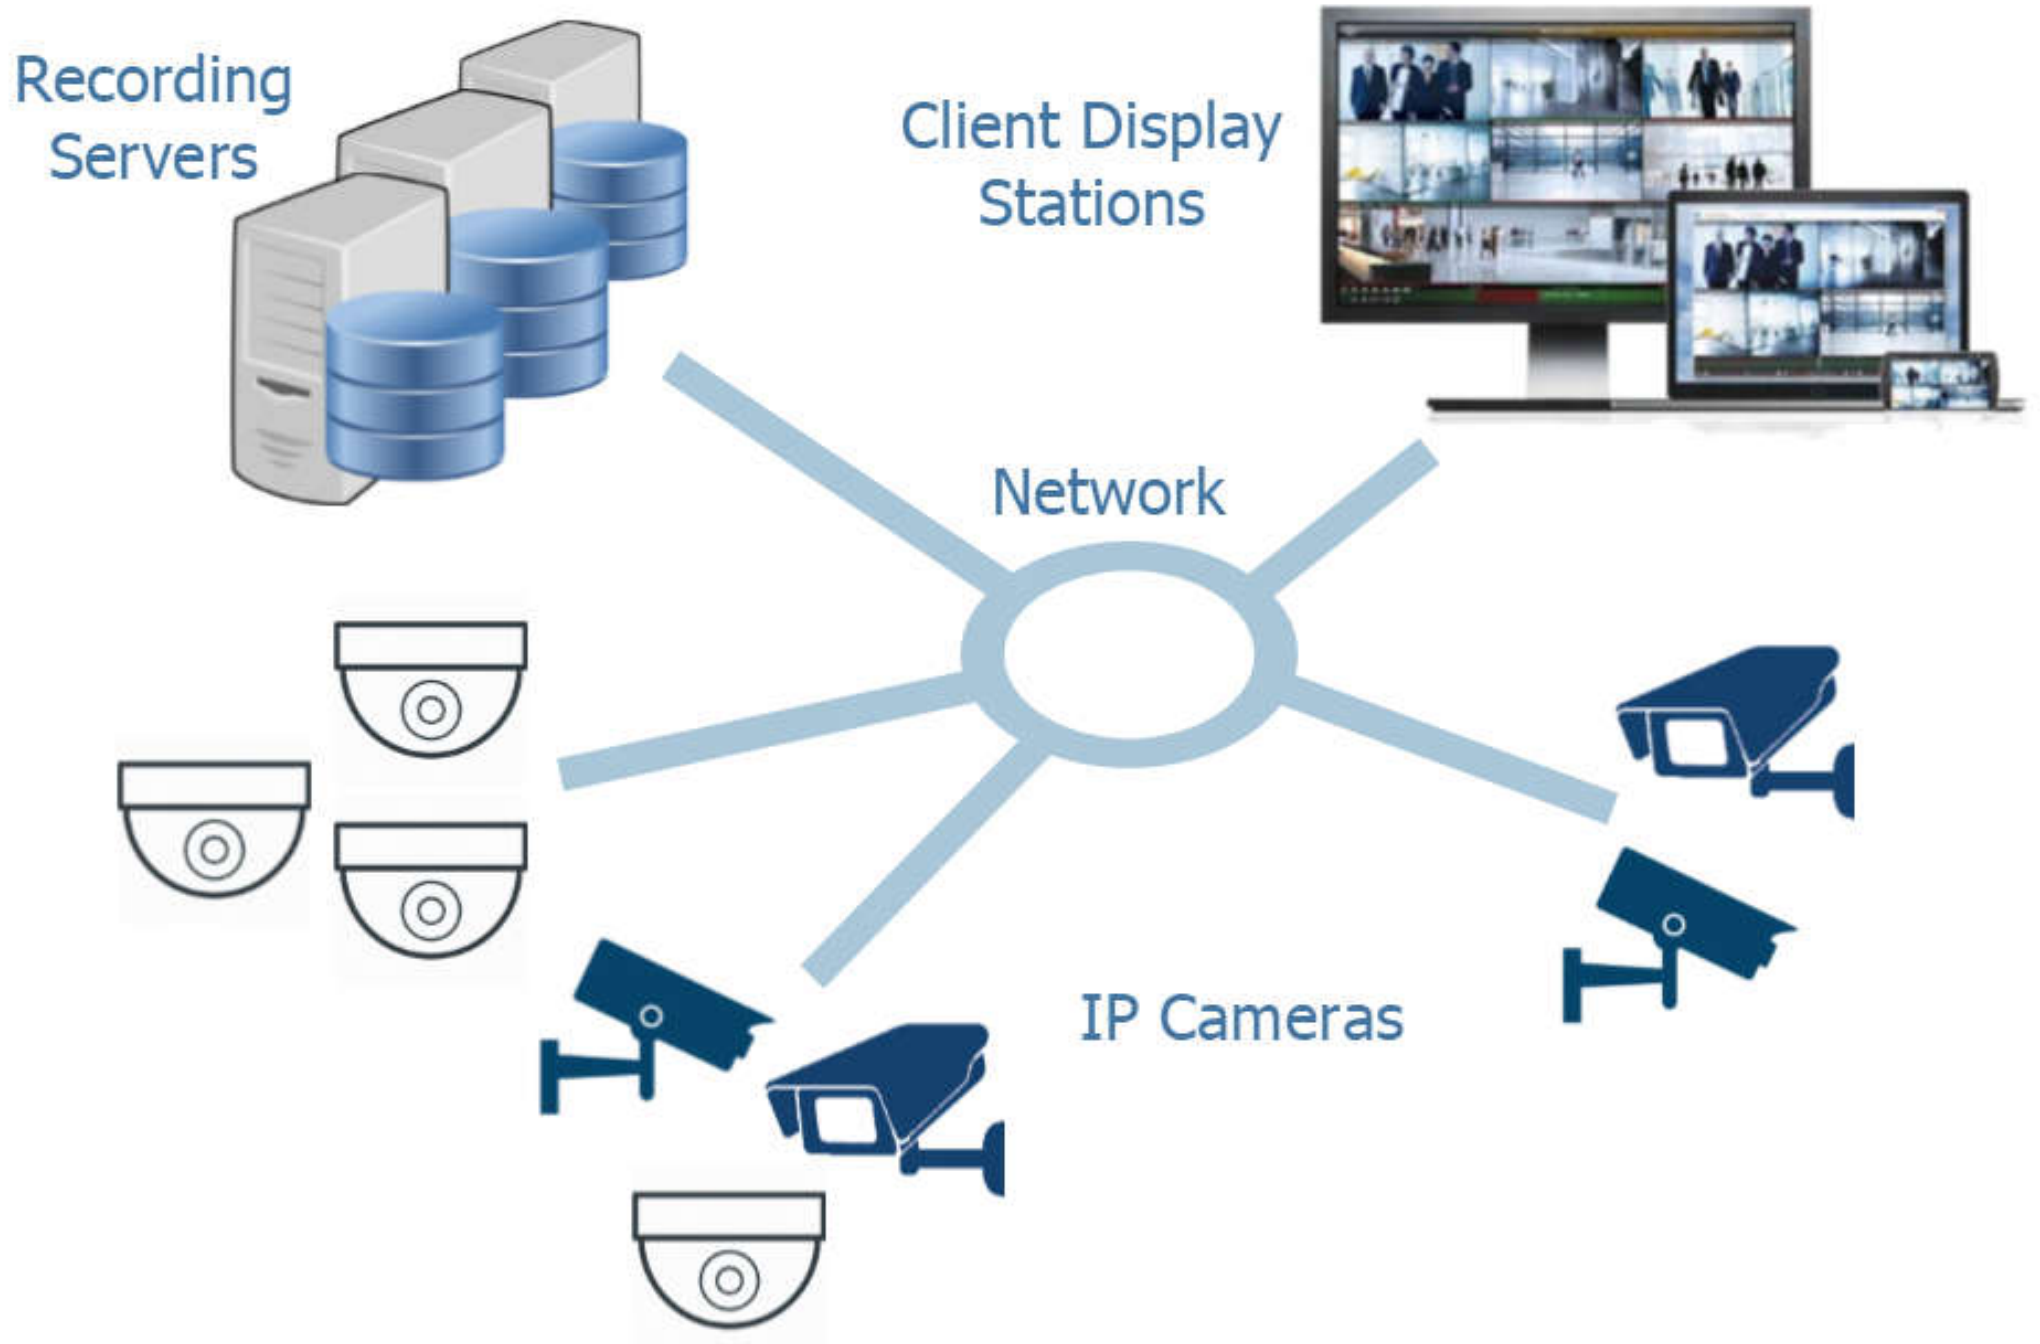 Recording
Servers
Client Display
Stations
Network
IP Cameras